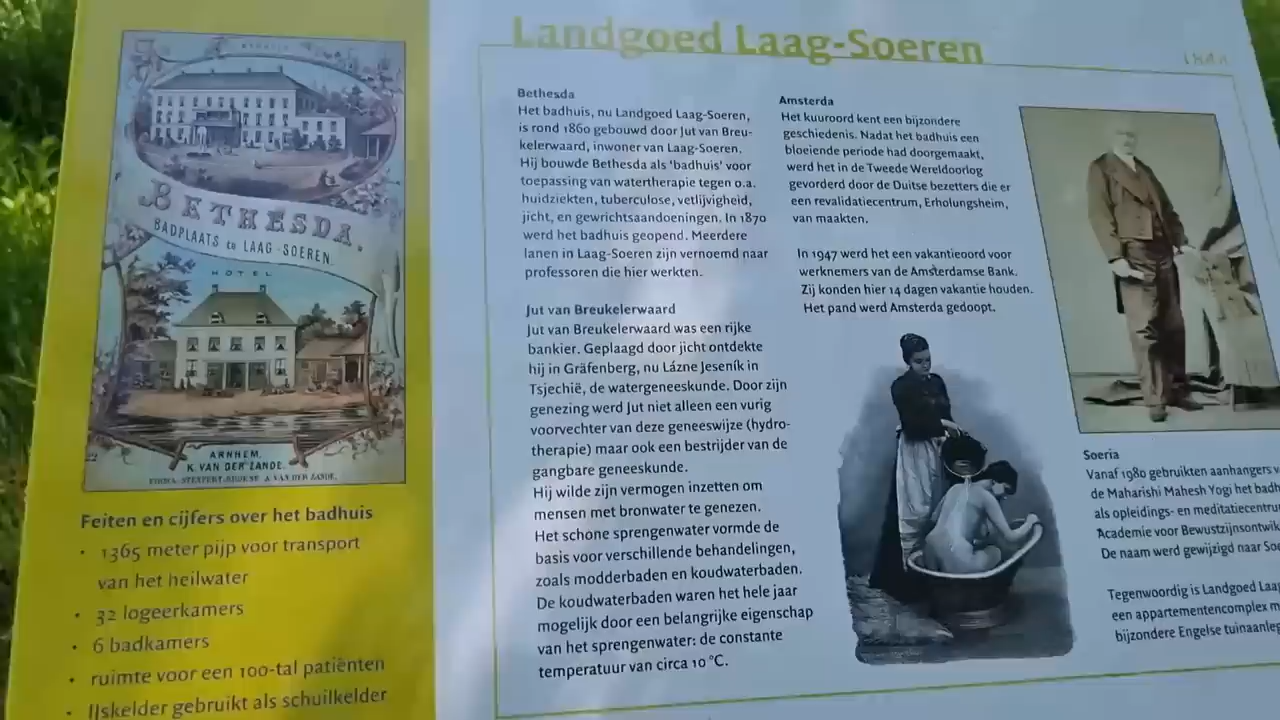 BETHESDA.
BADPLAATS te LAAG-SOEREN.
HOTEL
ARNHEM,
K. VAN DER ZANDE.
Feiten en cijfers over het badhuis
• 1365 meter pijp voor transport
van het heilwater
• 32 logeerkamers
• 6 badkamers
• ruimte voor een 100-tal patiënten
• IJskelder gebruikt als schuilkelder
Landgoed Laag-Soeren
Bethesda
Het badhuis, nu Landgoed Laag-Soeren,
is rond 1860 gebouwd door Jut van Breu-
kelerwaard, inwoner van Laag-Soeren.
Hij bouwde Bethesda als 'badhuis' voor
toepassing van watertherapie tegen o.a.
huidziekten, tuberculose, vetlijvigheid,
jicht, en gewrichtsaandoeningen. In 1870
werd het badhuis geopend. Meerdere
lanen in Laag-Soeren zijn vernoemd naar
professoren die hier werkten.
Jut van Breukelerwaard
Jut van Breukelerwaard was een rijke
bankier. Geplaagd door jicht ontdekte
hij in Gräfenberg, nu Lázne Jeseník in
Tsjechië, de watergeneeskunde. Door zijn
genezing werd Jut niet alleen een vurig
voorvechter van deze geneeswijze (hydro-
therapie) maar ook een bestrijder van de
gangbare geneeskunde.
Hij wilde zijn vermogen inzetten om
mensen met bronwater te genezen.
Het schone sprengenwater vormde de
basis voor verschillende behandelingen,
zoals modderbaden en koudwaterbaden.
De koudwaterbaden waren het hele jaar
mogelijk door een belangrijke eigenschap
van het sprengenwater: de constante
temperatuur van circa 10 °C.
Amsterda
Het kuuroord kent een bijzondere
geschiedenis. Nadat het badhuis een
bloeiende periode had doorgemaakt,
werd het in de Tweede Wereldoorlog
gevorderd door de Duitse bezetters die er
een revalidatiecentrum, Erholungsheim,
van maakten.
In 1947 werd het een vakantieoord voor
werknemers van de Amsterdamse Bank.
Zij konden hier 14 dagen vakantie houden.
Het pand werd Amsterda gedoopt.
Soeria
Vanaf 1980 gebruikten aanhangers v
de Maharishi Mahesh Yogi het badh
als opleidings- en meditatiecentru
Academie voor Bewustzijnsontwik
De naam werd gewijzigd naar Soe
Tegenwoordig is Landgoed Laag
een appartementencomplex m
bijzondere Engelse tuinaanleg